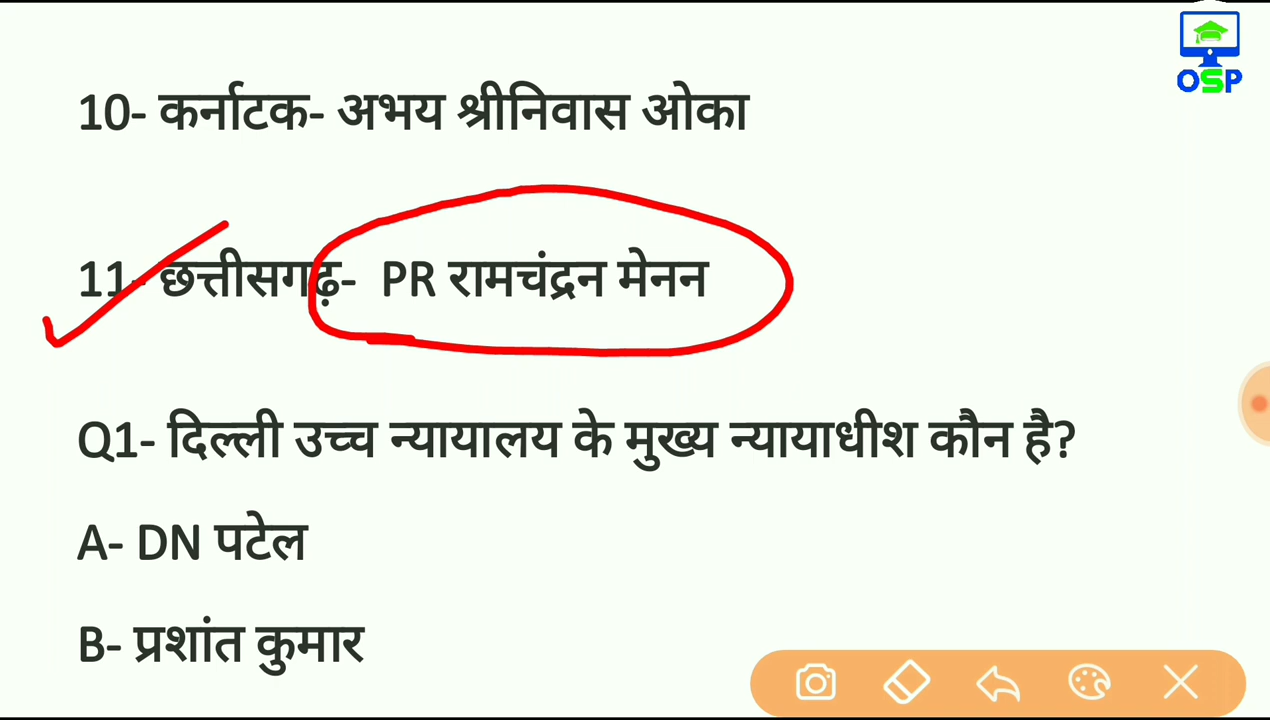 OSP
10- कर्नाटक- अभय श्रीनिवास ओका
11- छत्तीसगढ़- PR रामचंद्रन मेनन
Q1- दिल्ली उच्च न्यायालय के मुख्य न्यायाधीश कौन है?
A- DN पटेल
B- प्रशांत कुमार